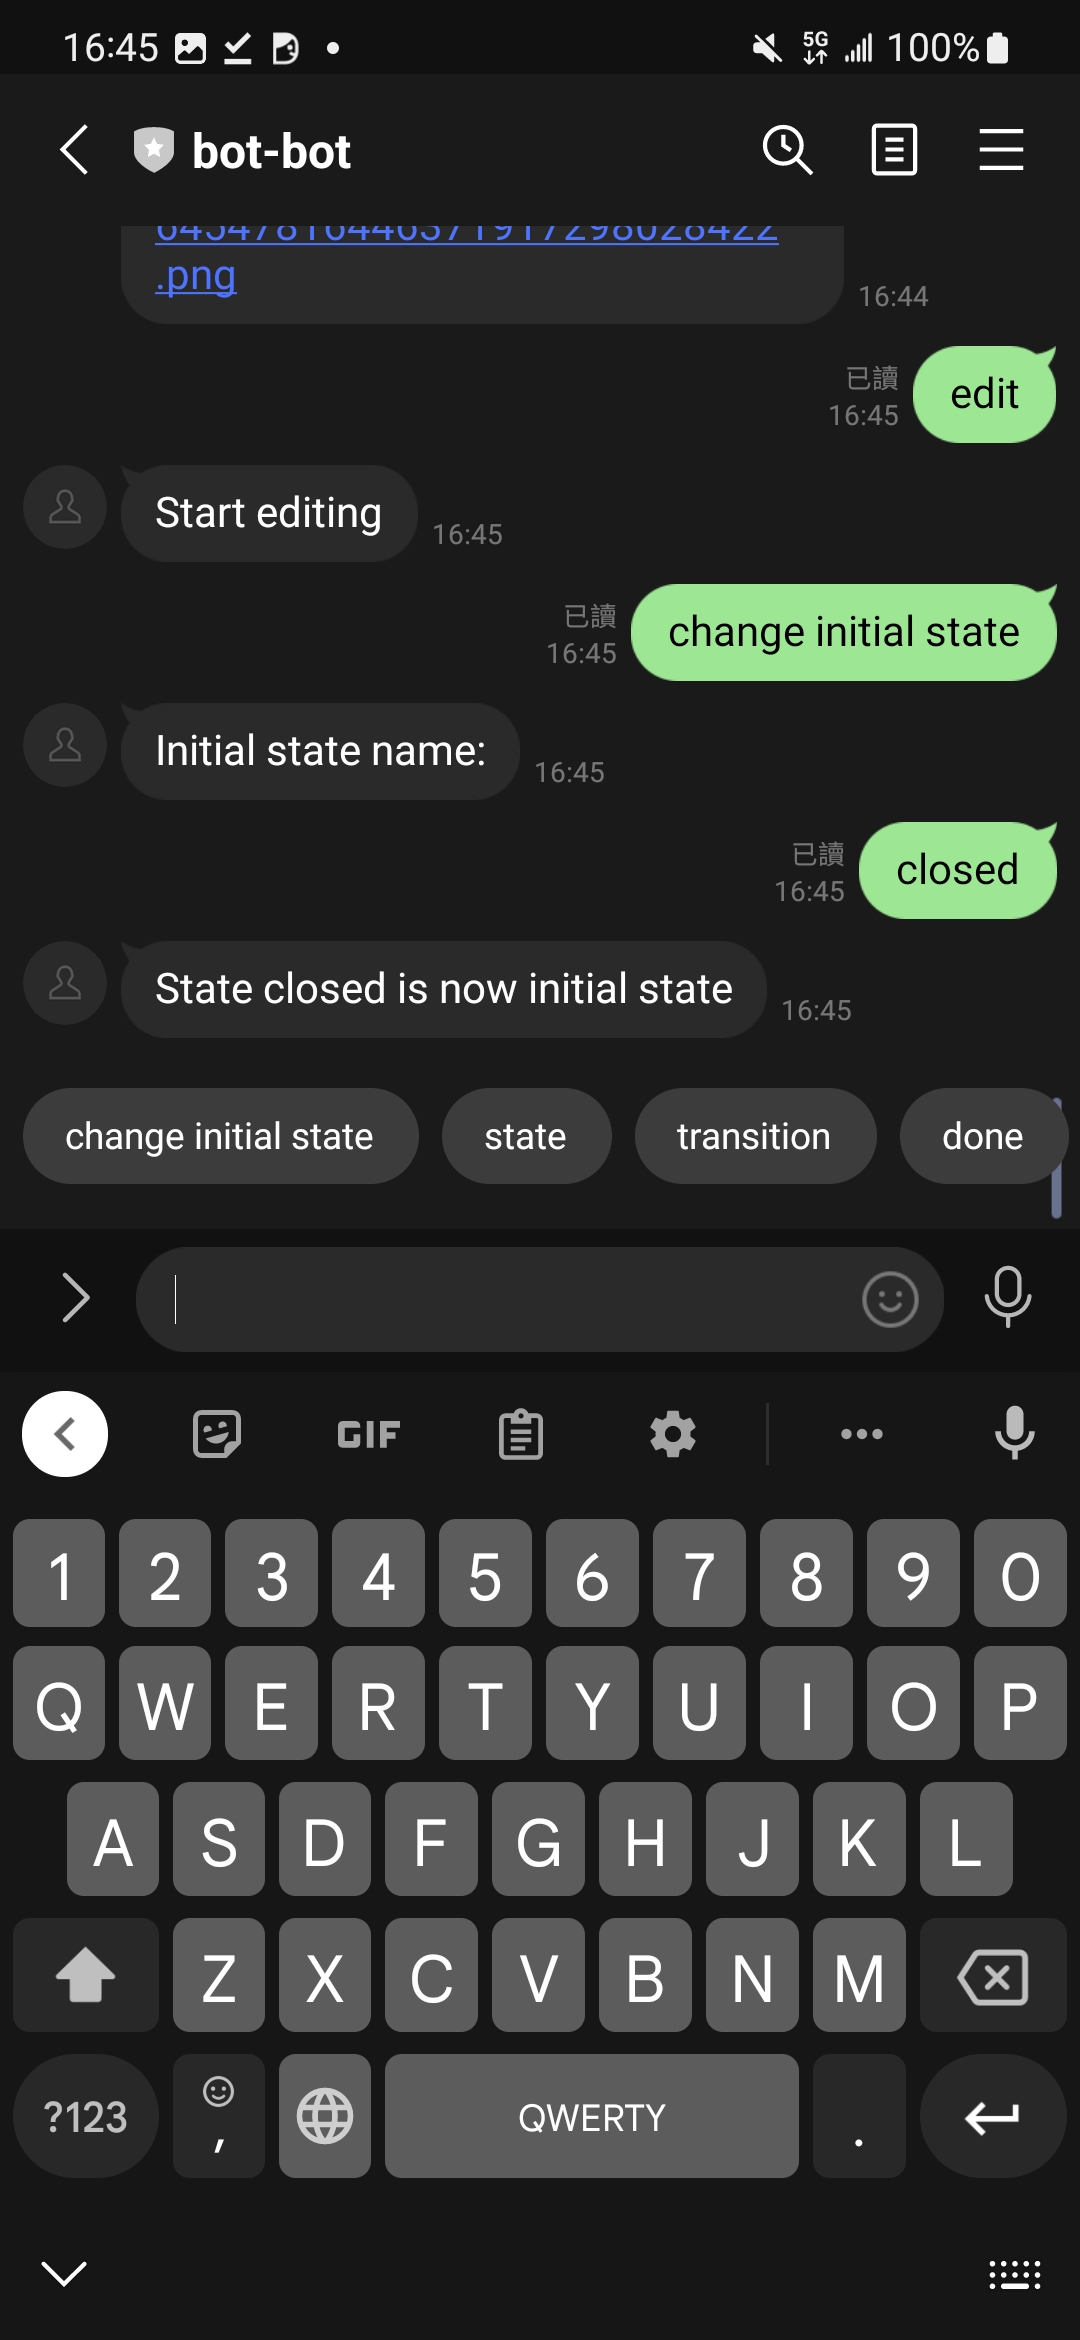 16:45
5G
100%
bot-bot
.png
16:44
已讀
16:45
edit
Start editing
16:45
已讀
16:45
change initial state
Initial state name:
16:45
已讀
16:45
closed
State closed is now initial state
16:45
change initial state
state
transition
done
GIF
1 2 3 4 5 6 7 8 9 0
Q W E R T Y U I O P
A S D F G H J K L
Z X C V B N M
?123
,
QWERTY
.